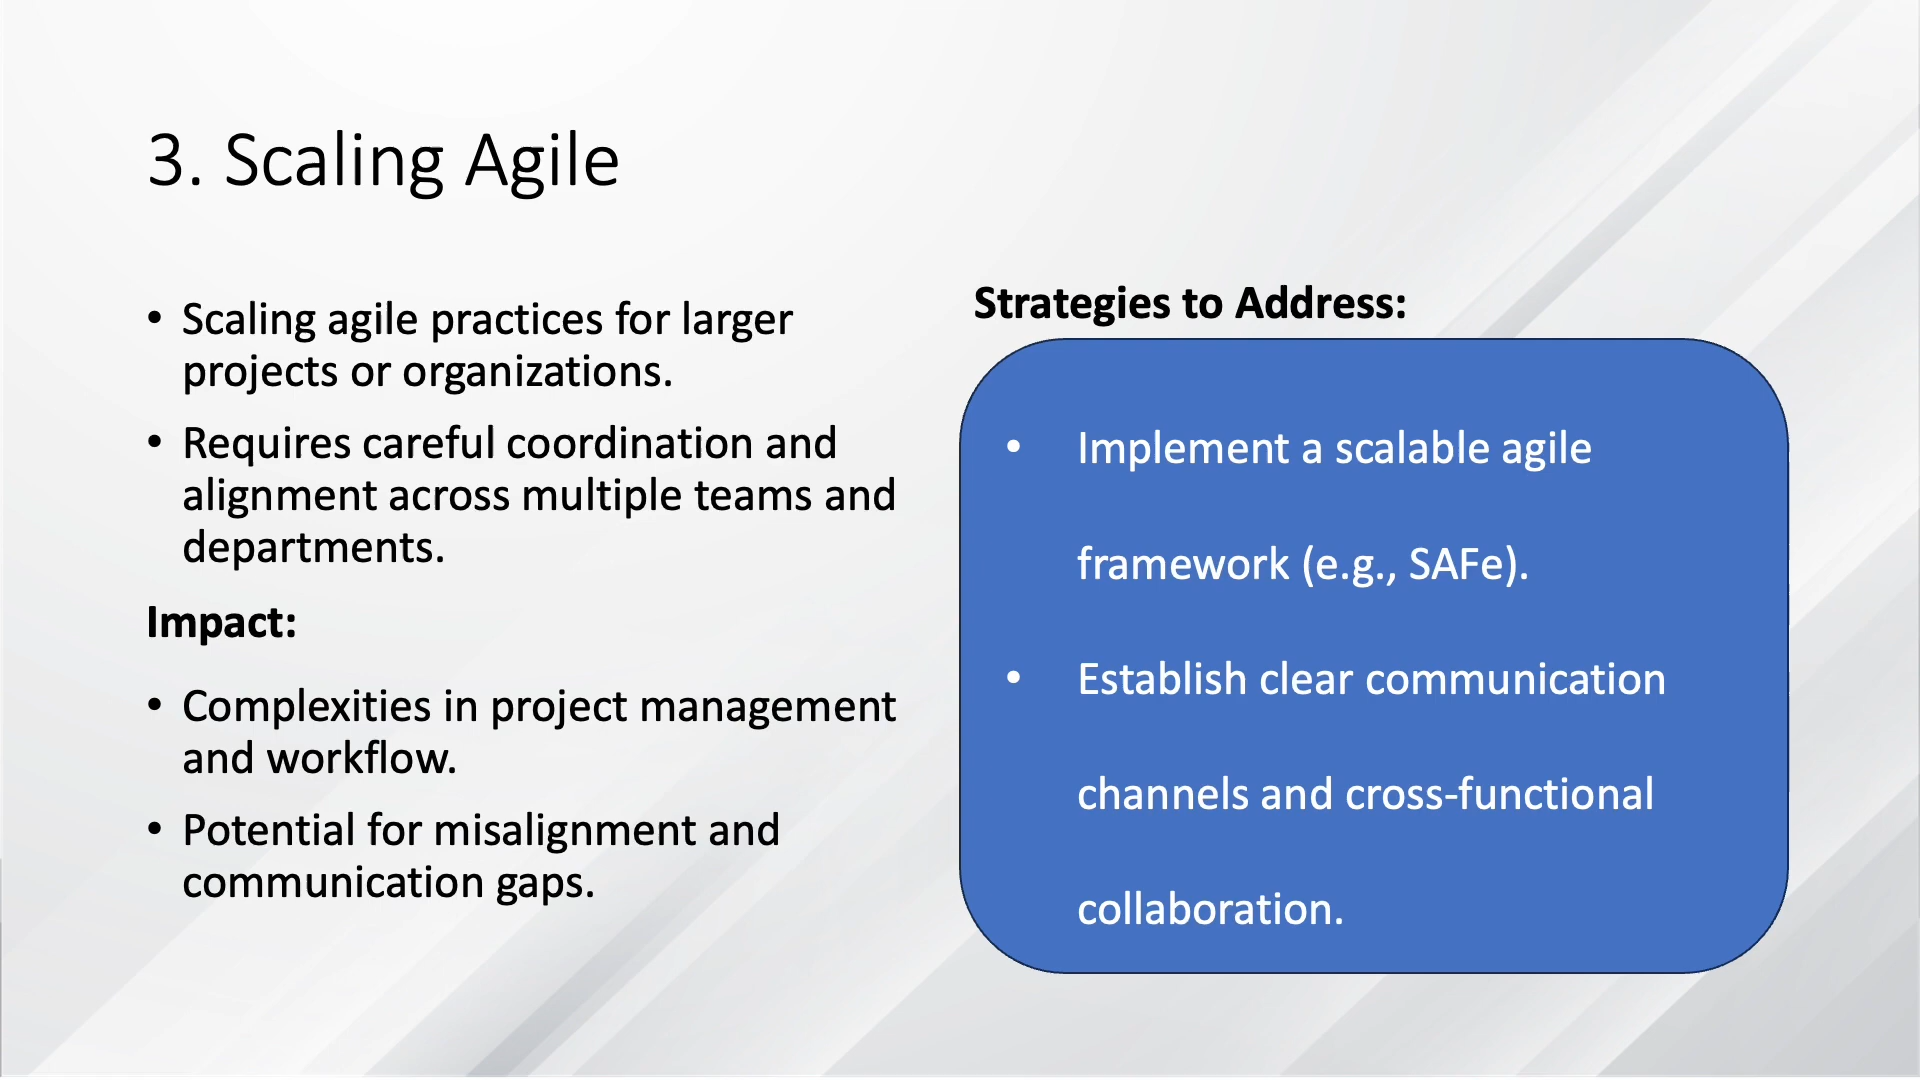 3. Scaling Agile
• Scaling agile practices for larger
projects or organizations.
• Requires careful coordination and
alignment across multiple teams and
departments.
Impact:
• Complexities in project management
and workflow.
• Potential for misalignment and
communication gaps.
Strategies to Address:
• Implement a scalable agile
framework (e.g., SAFe).
• Establish clear communication
channels and cross-functional
collaboration.